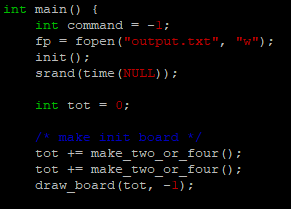 int main() {
int command = -1;
fp = fopen("output.txt", "w");
init();
srand(time(NULL));
int tot = 0;
/* make init board */
tot += make_two_or_four();
tot += make_two_or_four();
draw_board(tot, -1);